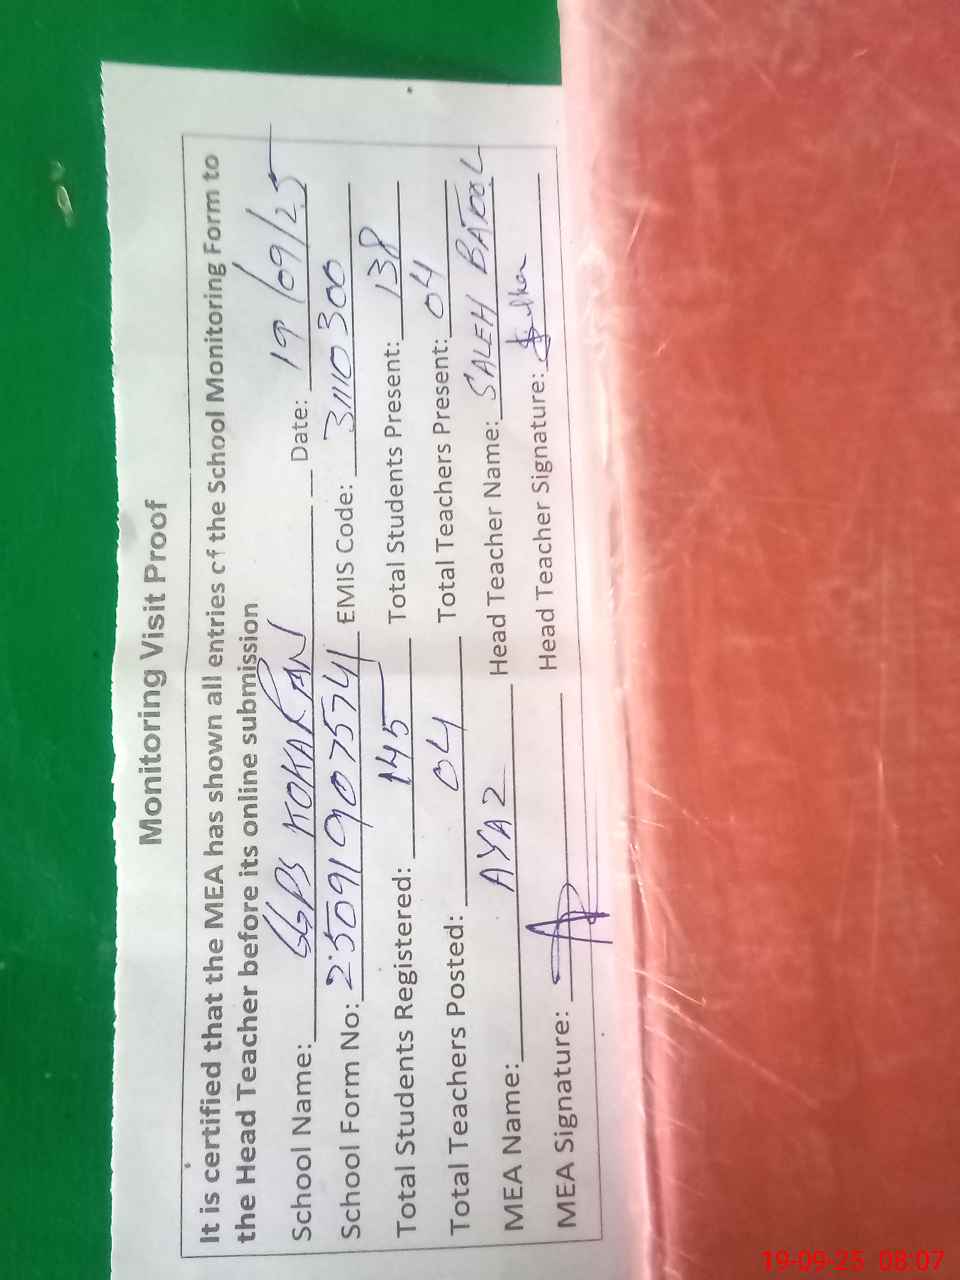 Monitoring Visit Proof
It is certified that the MEA has shown all entries of the School Monitoring Form to
the Head Teacher before its online submission
School Name: GGPS KOKARAN Date: 19/09/25
School Form No: 250919075741 EMIS Code: 31110300
Total Students Registered: 145 Total Students Present: 138
Total Teachers Posted: 04 Total Teachers Present: 04
MEA Name: AYAZ Head Teacher Name: SALEH BATOOL
MEA Signature: Head Teacher Signature:
19-09-25 08:07